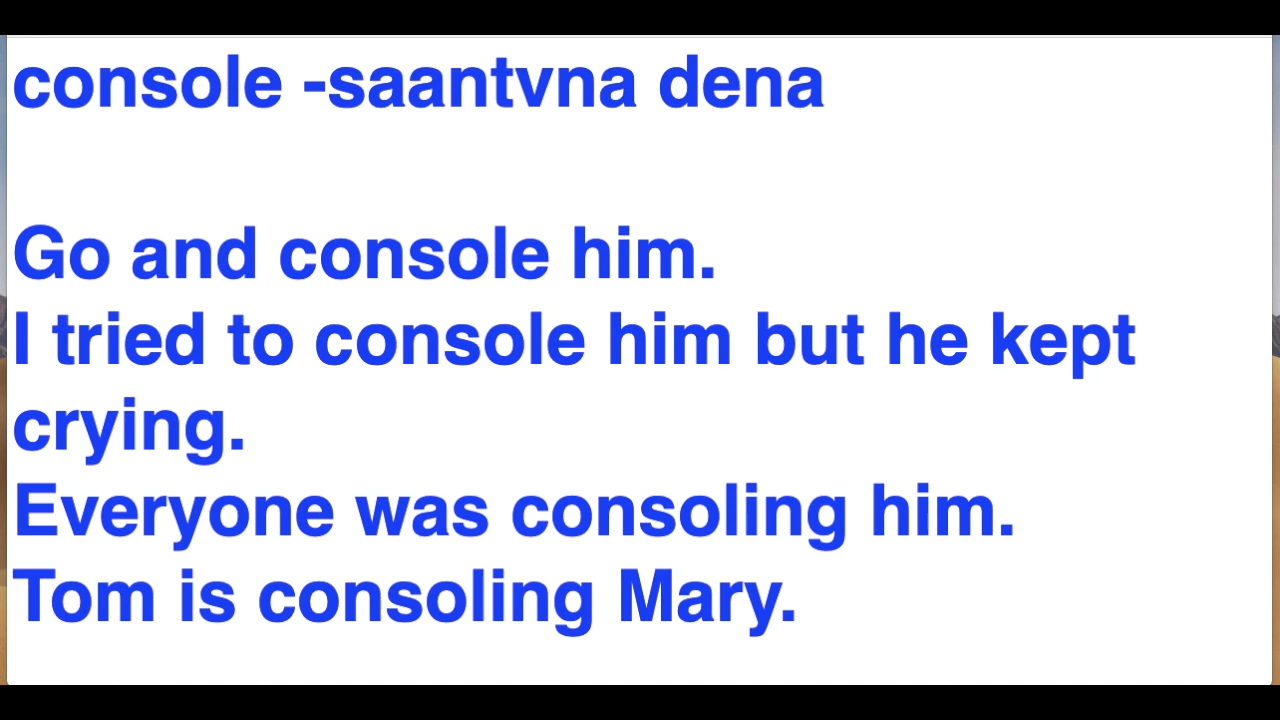 console -saantvna dena
Go and console him.
I tried to console him but he kept
crying.
Everyone was consoling him.
Tom is consoling Mary.